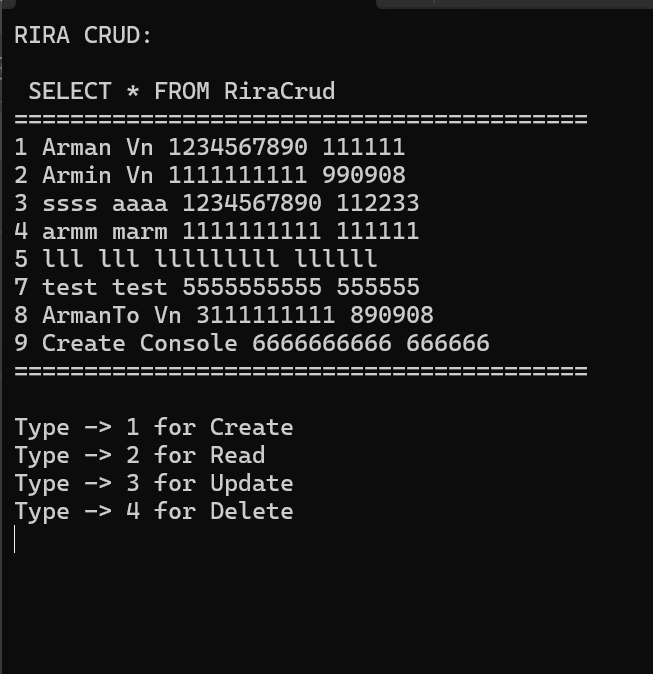 RIRA CRUD:
SELECT * FROM RiraCrud
=========================================
1 Arman Vn 1234567890 111111
2 Armin Vn 1111111111 990908
3 ssss aaaa 1234567890 112233
4 armm marm 1111111111 111111
5 lll lll lllllllll llllll
7 test test 5555555555 555555
8 ArmanTo Vn 3111111111 890908
9 Create Console 6666666666 666666
=========================================
Type -> 1 for Create
Type -> 2 for Read
Type -> 3 for Update
Type -> 4 for Delete